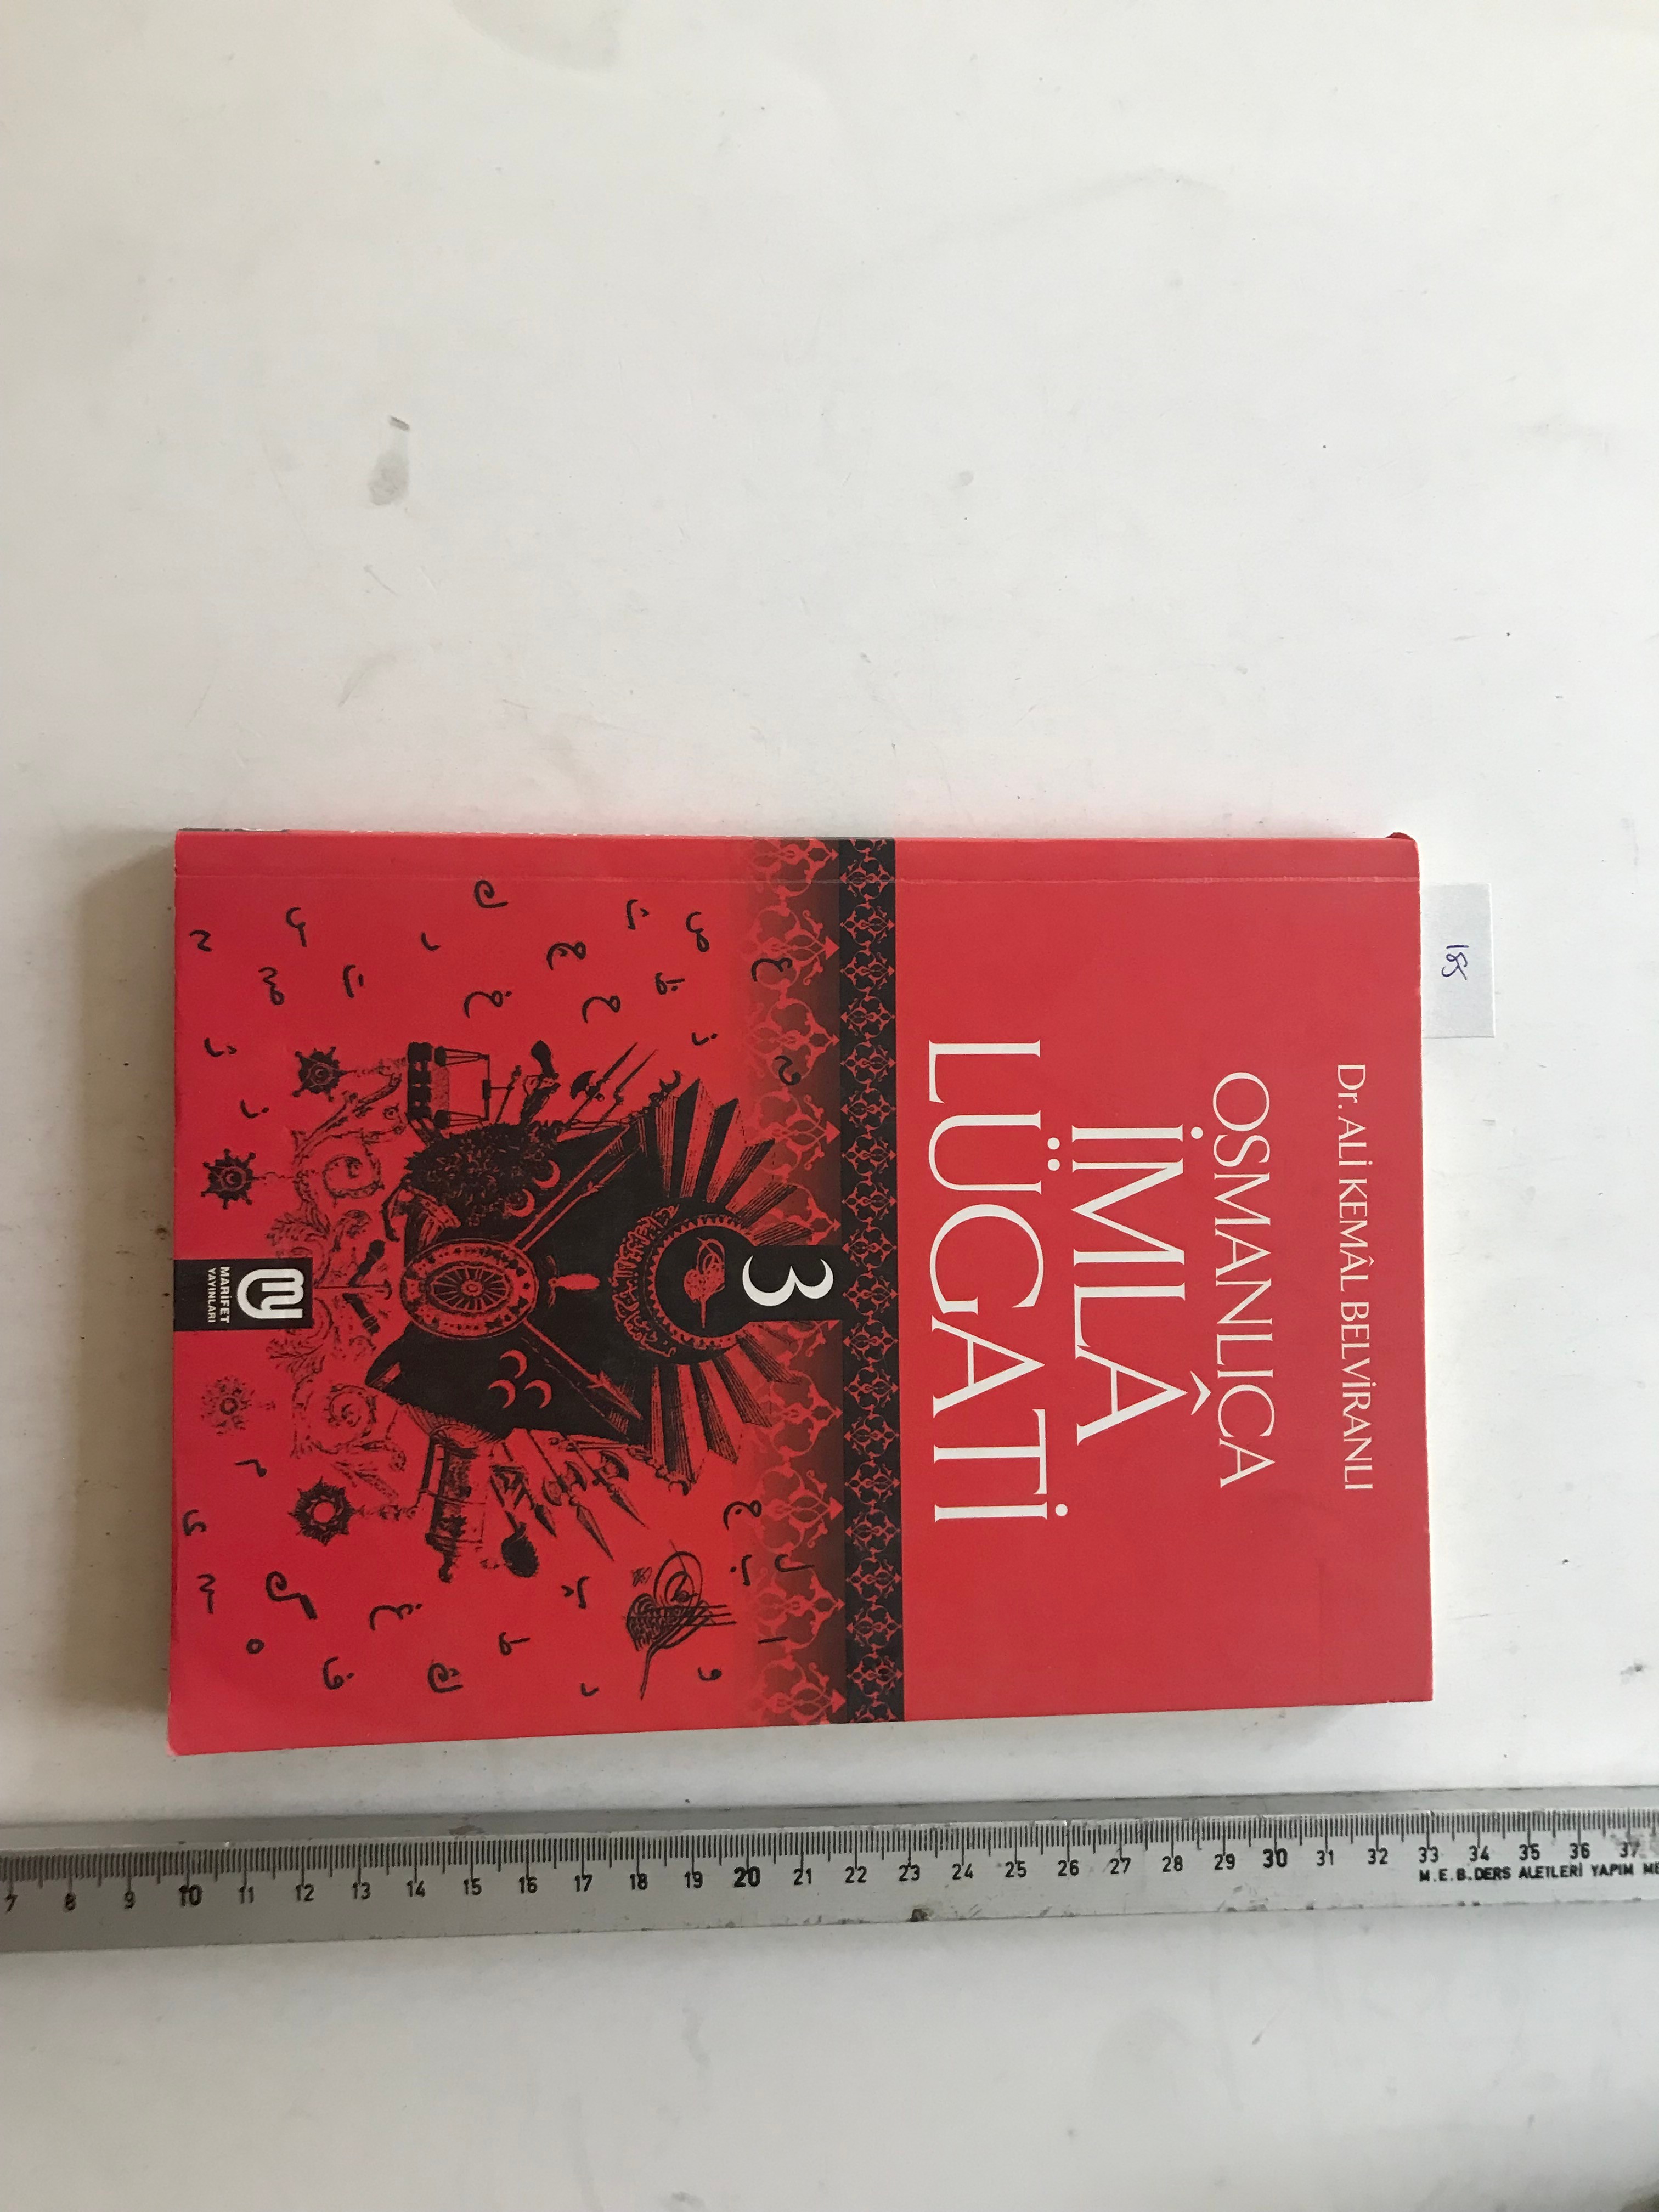 185
Dr. ALİ KEMÂL BELVİRANLI
OSMANLICA
İMLÂ
LÜGATİ
3
MARİFET
YAYINLARI
7 8 9 10 11 12 13 14 15 16 17 18 19 20 21 22 23 24 25 26 27 28 29 30 31 32 33 34 35 36 37
M.E.B. DERS ALETLERİ YAPIM